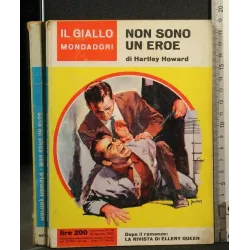 IL GIALLO
MONDADORI
NON SONO
UN EROE
di Hartley Howard
lire 200
Dopo il romanzo:
LA RIVISTA DI ELLERY QUEEN